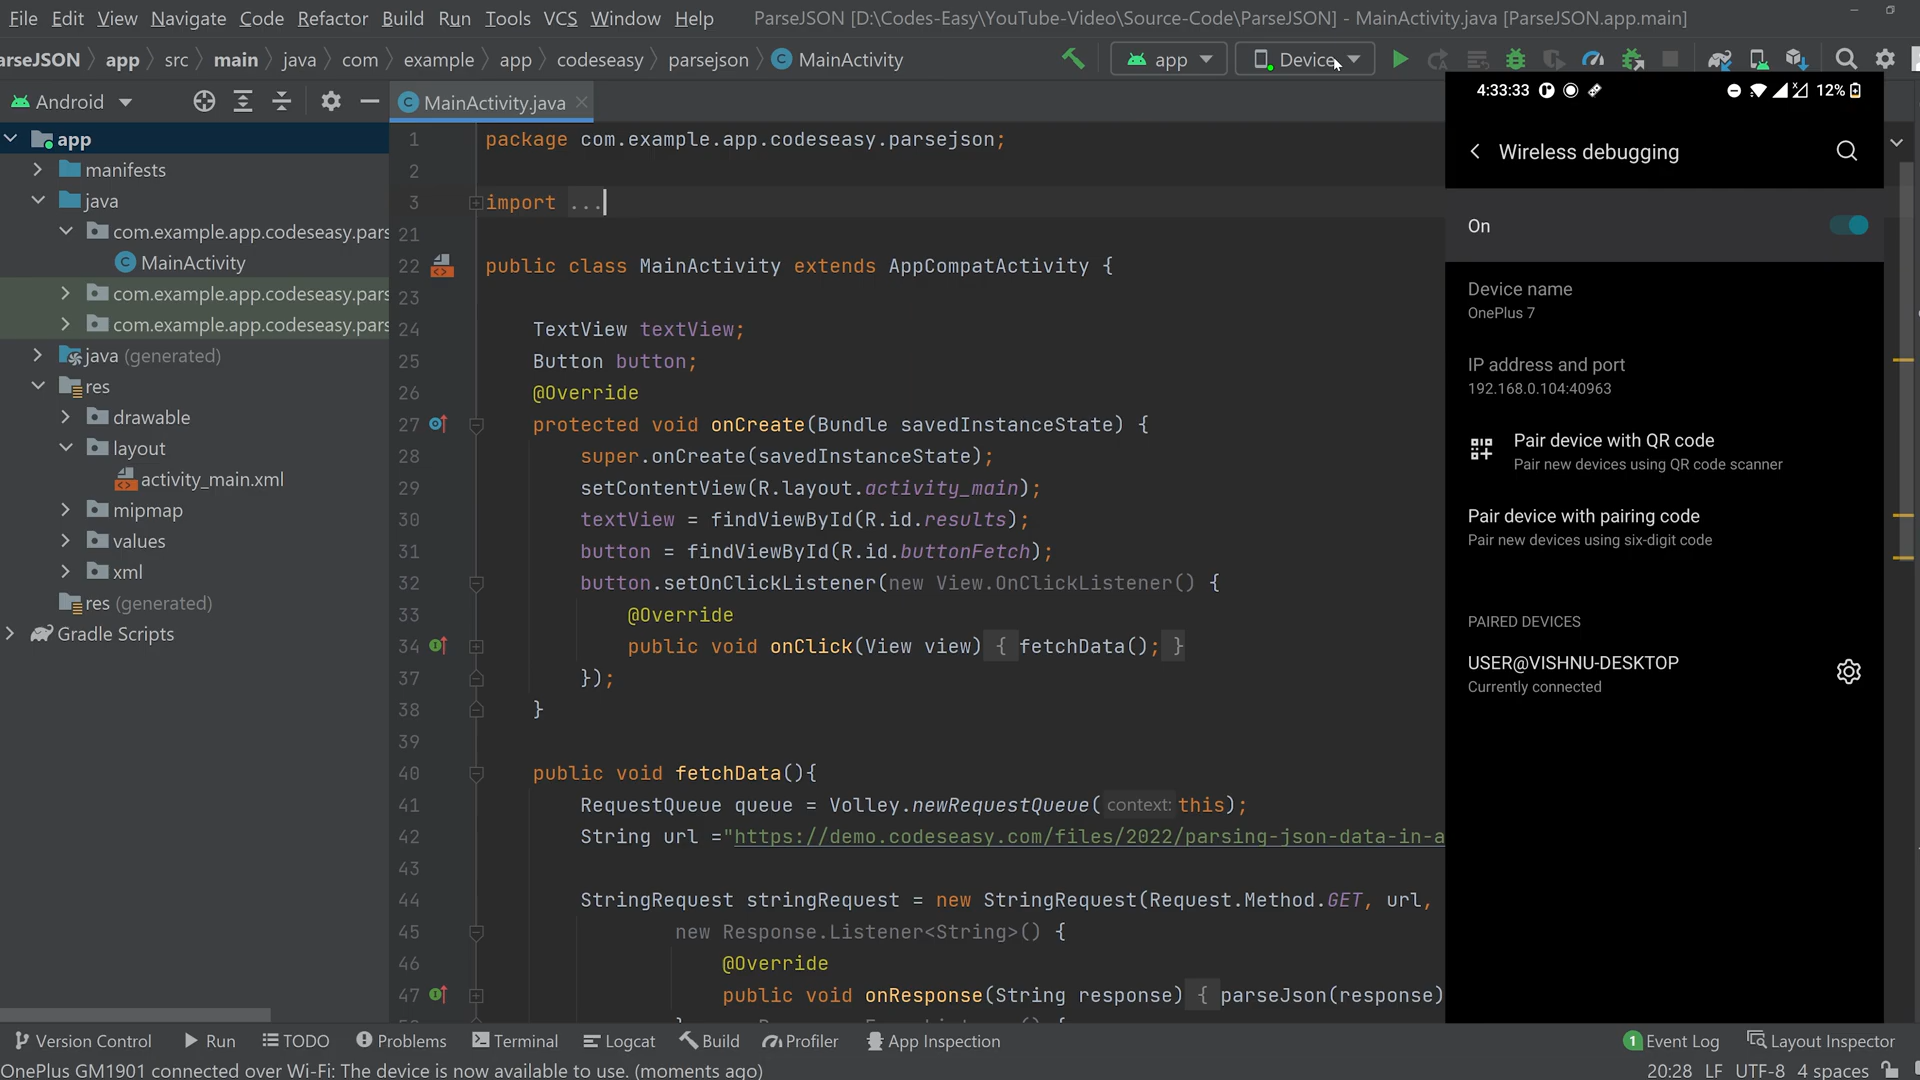 File Edit View Navigate Code Refactor Build Run Tools VCS Window Help ParseJSON [D:\Codes-Easy\YouTube-Video\Source-Code\ParseJSON] - MainActivity.java [ParseJSON.app.main]
arseJSON app src main java com example app codeseasy parsejson MainActivity app Device
Android
MainActivity.java
app
manifests
java
com.example.app.codeseasy.pars
MainActivity
com.example.app.codeseasy.pars
com.example.app.codeseasy.pars
java (generated)
res
drawable
layout
activity_main.xml
mipmap
values
xml
res (generated)
Gradle Scripts
1 package com.example.app.codeseasy.parsejson;
2
3 import ...
21
22 public class MainActivity extends AppCompatActivity {
23
24 TextView textView;
25 Button button;
26 @Override
27 protected void onCreate(Bundle savedInstanceState) {
28 super.onCreate(savedInstanceState);
29 setContentView(R.layout.activity_main);
30 textView = findViewById(R.id.results);
31 button = findViewById(R.id.buttonFetch);
32 button.setOnClickListener(new View.OnClickListener() {
33 @Override
34 public void onClick(View view) { fetchData(); }
37 });
38 }
39
40 public void fetchData(){
41 RequestQueue queue = Volley.newRequestQueue( context: this);
42 String url ="https://demo.codeseasy.com/files/2022/parsing-json-data-in-a
43
44 StringRequest stringRequest = new StringRequest(Request.Method.GET, url,
45 new Response.Listener<String>() {
46 @Override
47 public void onResponse(String response) { parseJson(response)
4:33:33 12%
Wireless debugging
On
Device name
OnePlus 7
IP address and port
192.168.0.104:40963
Pair device with QR code
Pair new devices using QR code scanner
Pair device with pairing code
Pair new devices using six-digit code
PAIRED DEVICES
USER@VISHNU-DESKTOP
Currently connected
Version Control Run TODO Problems Terminal Logcat Build Profiler App Inspection 1 Event Log Layout Inspector
OnePlus GM1901 connected over Wi-Fi: The device is now available to use. (moments ago) 20:28 LF UTF-8 4 spaces